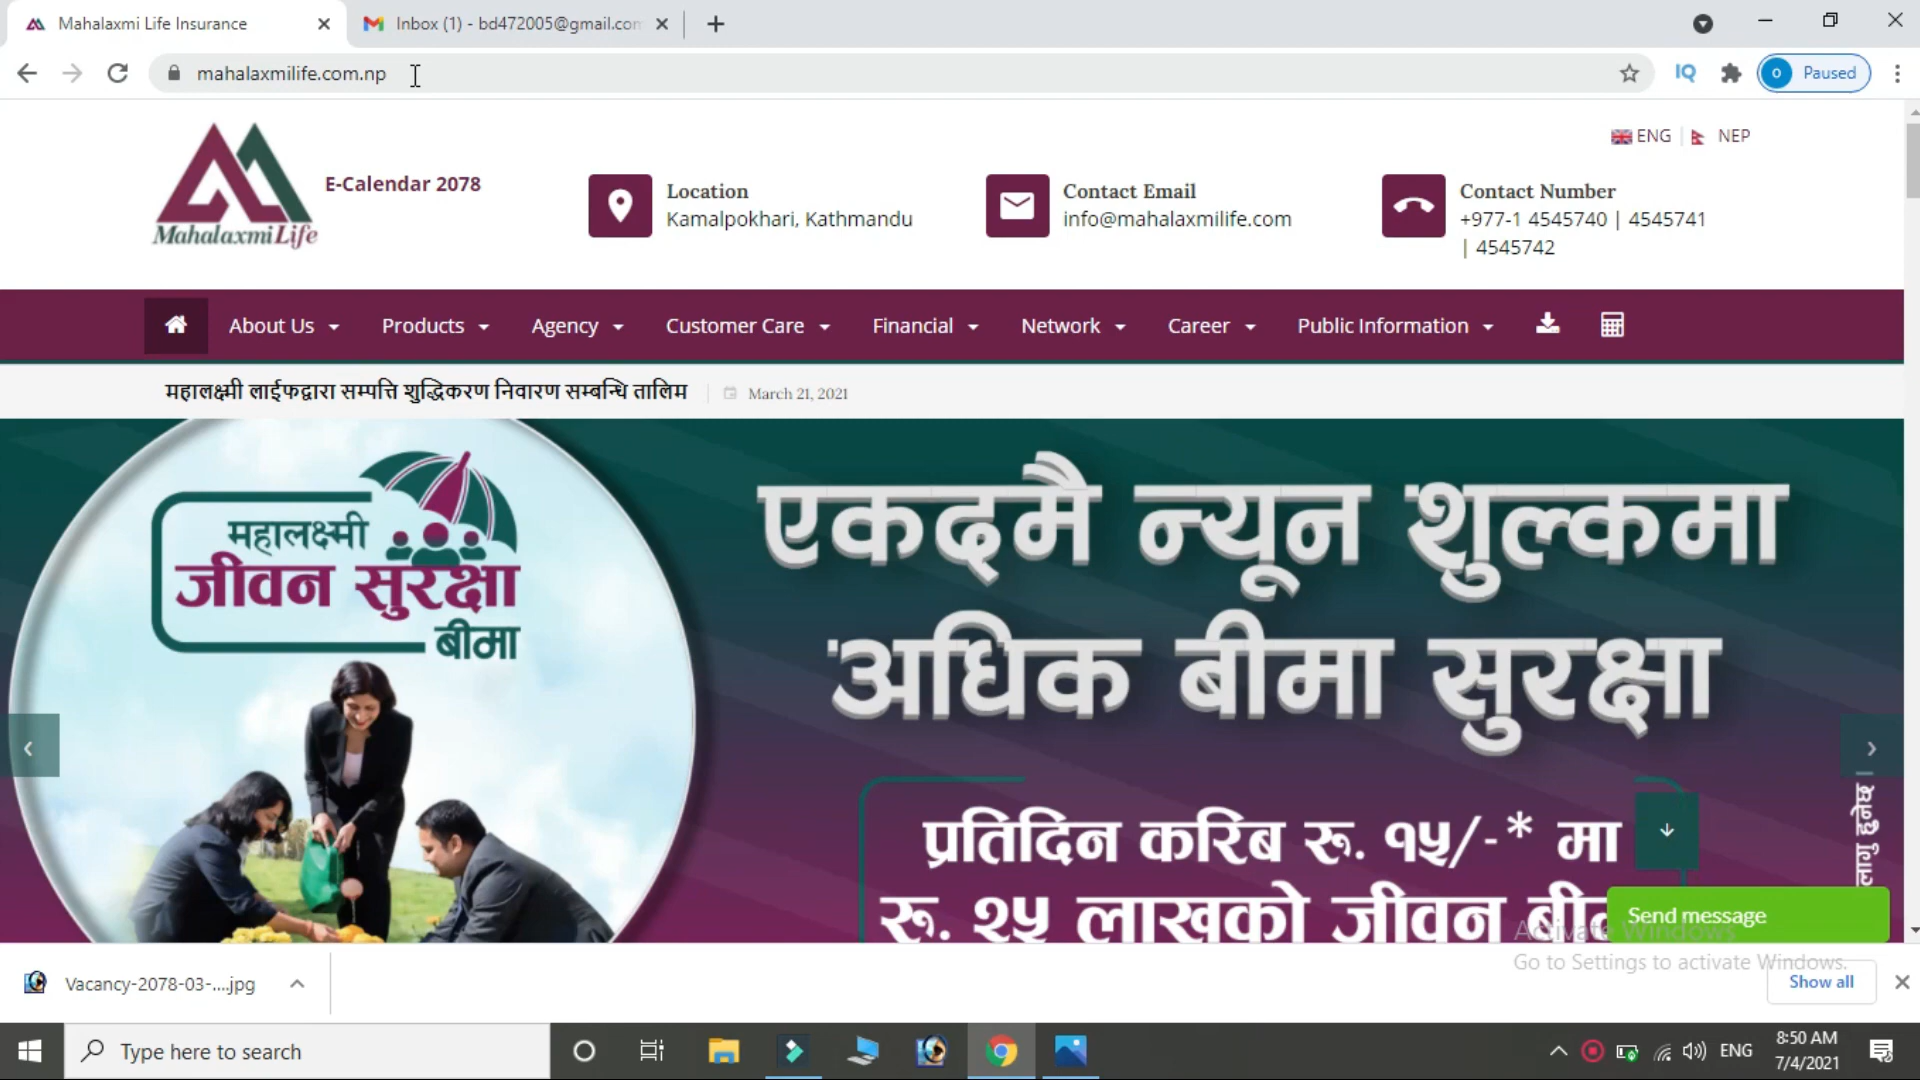 Mahalaxmi Life Insurance
Inbox (1) - bd472005@gmail.com
mahalaxmilife.com.np
IQ
O
Paused
ENG | NEP
MahalaxmiLife
E-Calendar 2078
Location
Kamalpokhari, Kathmandu
Contact Email
info@mahalaxmilife.com
Contact Number
+977-1 4545740 | 4545741
| 4545742
About Us
Products
Agency
Customer Care
Financial
Network
Career
Public Information
महालक्ष्मी लाईफद्वारा सम्पत्ति शुद्धिकरण निवारण सम्बन्धि तालिम
March 21, 2021
महालक्ष्मी
जीवन सुरक्षा
बीमा
एकदमै न्यून शुल्कमा
अधिक बीमा सुरक्षा
प्रतिदिन करिब रु. १५/-* मा
रु. २५ लाखको जीवन
लागु हुनेछ।
Send message
Activate Windows
Go to Settings to activate Windows.
Vacancy-2078-03-....jpg
Show all
Type here to search
ENG
8:50 AM
7/4/2021